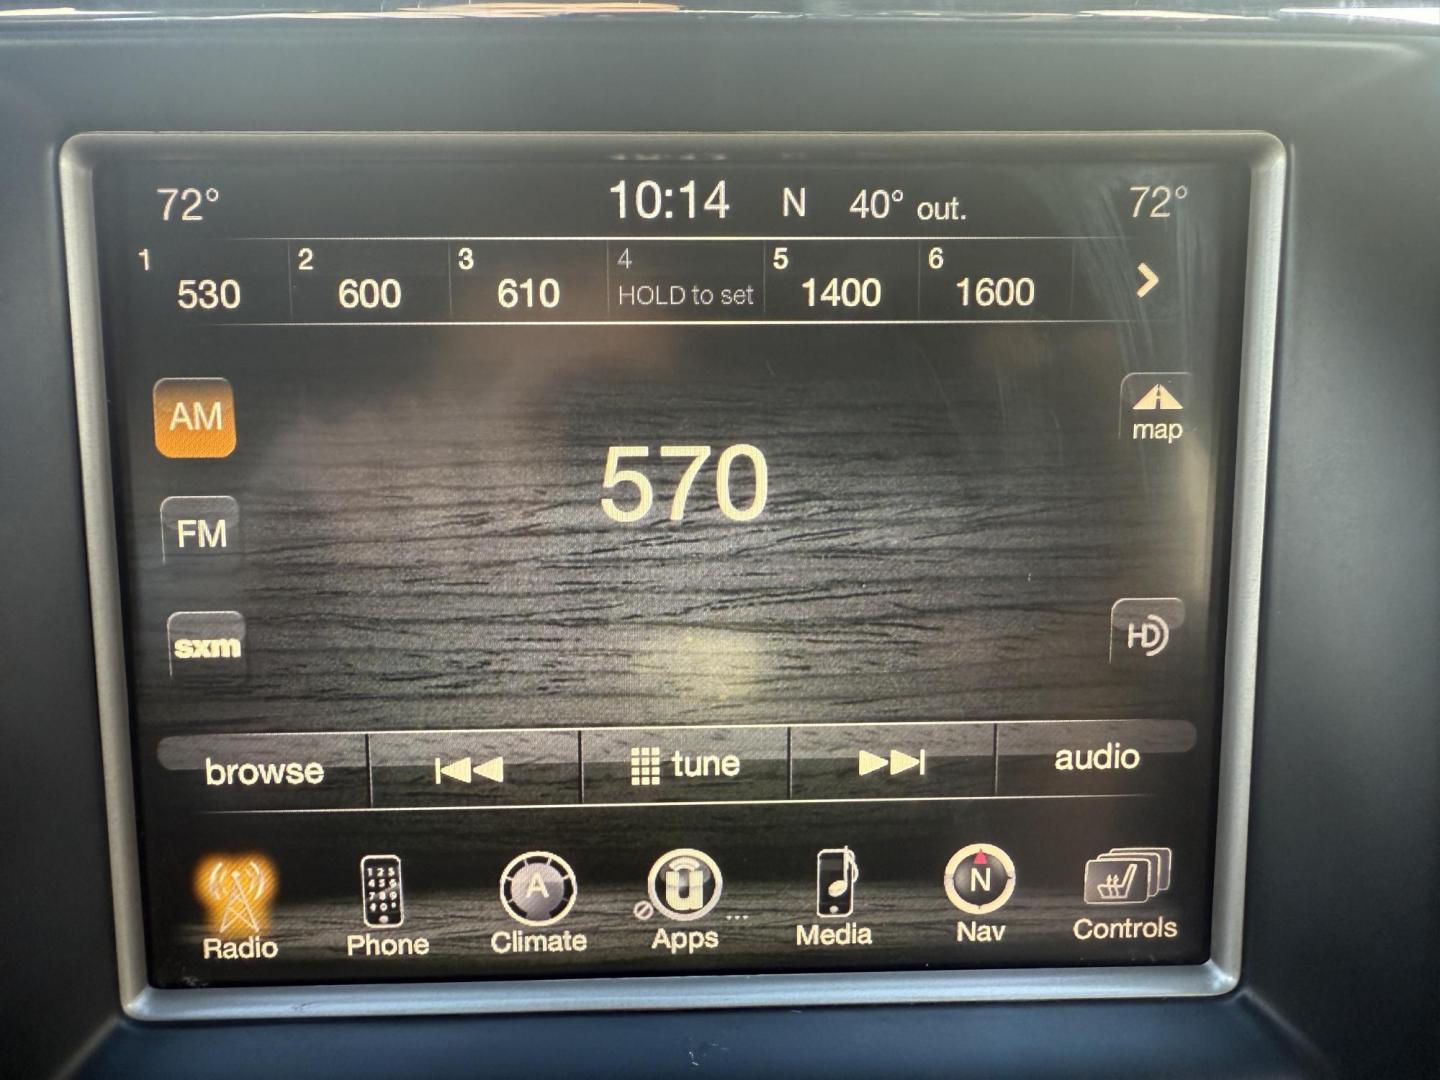 72° 10:14 N 40° out. 72°
1 2 3 4 5 6
530 600 610 HOLD to set 1400 1600
AM
map
570
FM
HD
sxm
browse tune audio
A N
Radio Phone Climate Apps Media Nav Controls